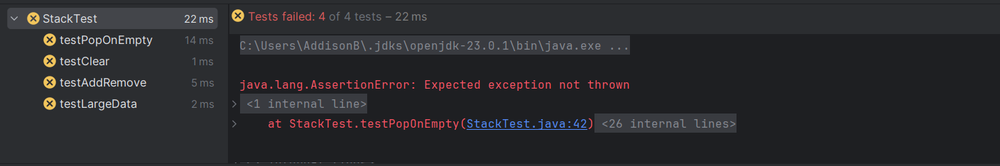 StackTest 22 ms
testPopOnEmpty 14 ms
testClear 1 ms
testAddRemove 5 ms
testLargeData 2 ms
Tests failed: 4 of 4 tests – 22 ms
C:\Users\AddisonB\.jdks\openjdk-23.0.1\bin\java.exe ...
java.lang.AssertionError: Expected exception not thrown
<1 internal line>
at StackTest.testPopOnEmpty(StackTest.java:42) <26 internal lines>